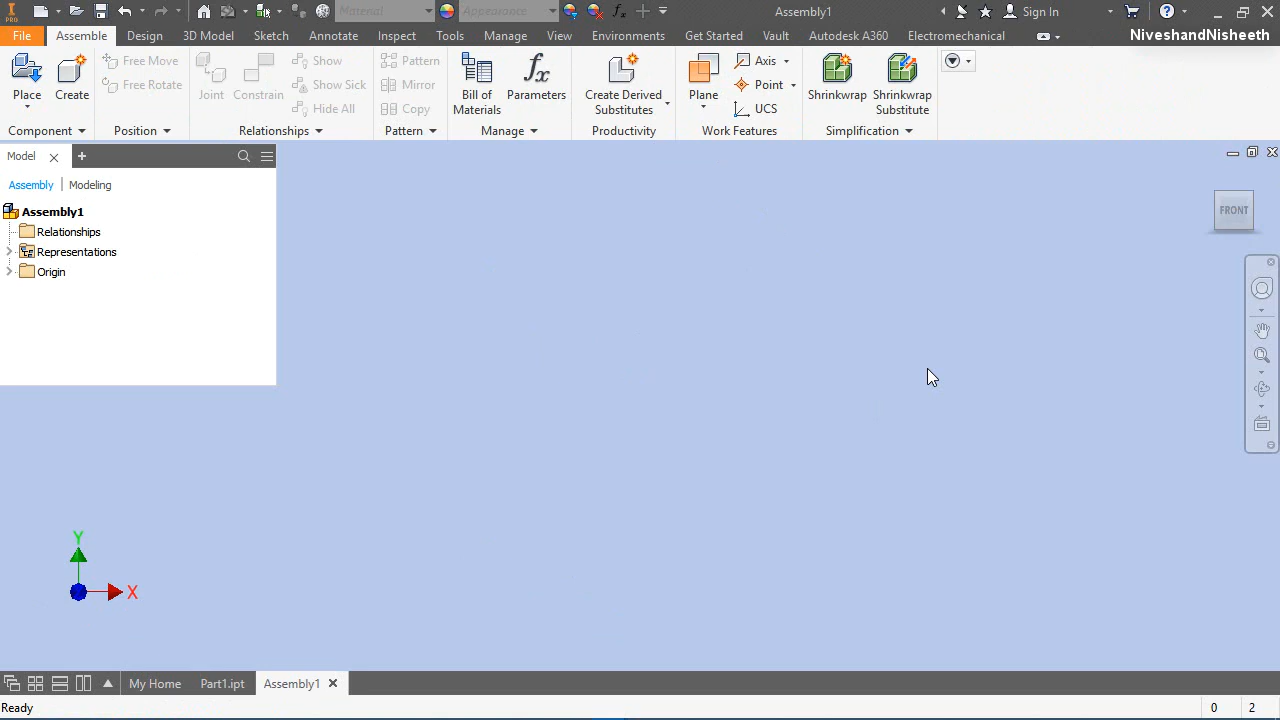 PRO
Material
Appearance
Assembly1
Sign In
File Assemble Design 3D Model Sketch Annotate Inspect Tools Manage View Environments Get Started Vault Autodesk A360 Electromechanical
NiveshandNisheeth
Place
Create
Free Move
Free Rotate
Joint
Constrain
Show
Show Sick
Hide All
Pattern
Mirror
Copy
Bill of
Materials
fx
Parameters
Create Derived
Substitutes
Plane
Axis
Point
UCS
Shrinkwrap
Shrinkwrap
Substitute
Component Position Relationships Pattern Manage Productivity Work Features Simplification
Model
Assembly Modeling
Assembly1
Relationships
Representations
Origin
FRONT
Y
X
My Home Part1.ipt Assembly1
Ready 0 2